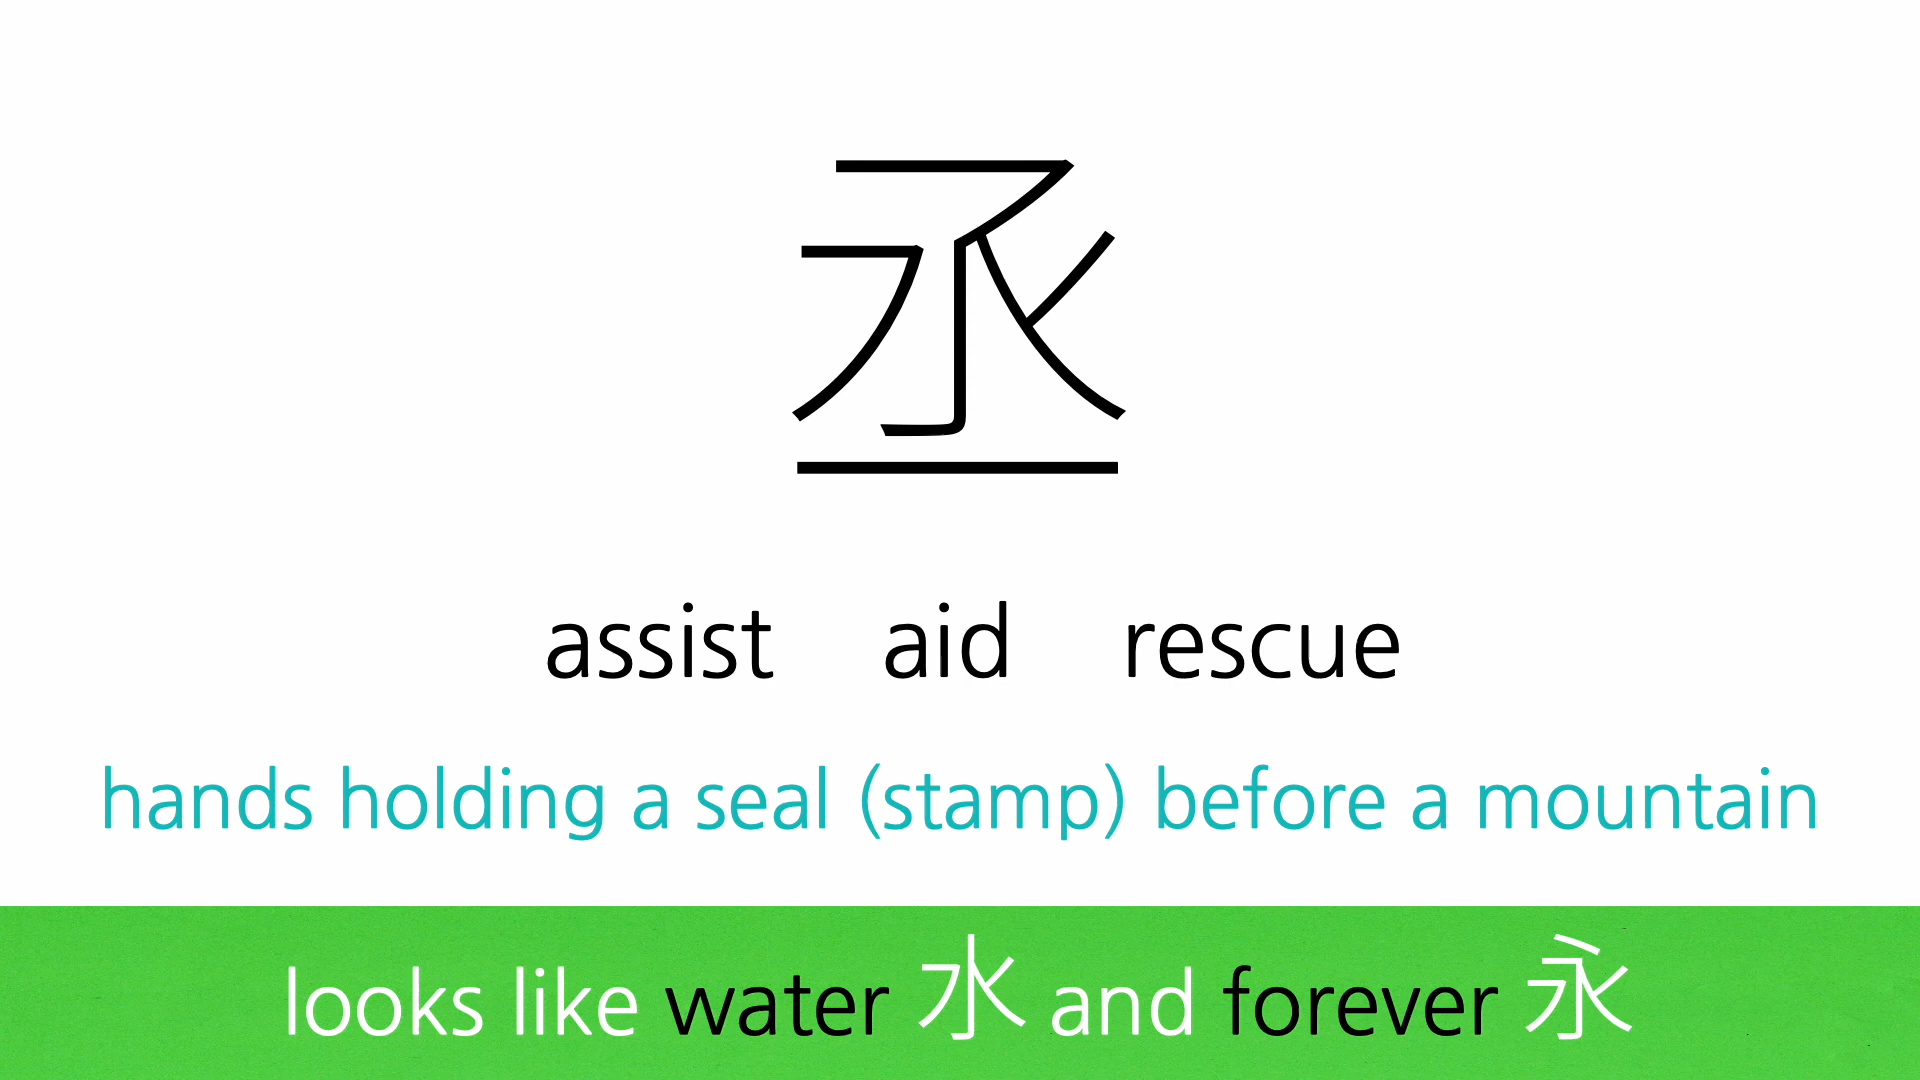 丞
assist aid rescue
hands holding a seal (stamp) before a mountain
looks like water 水 and forever 永